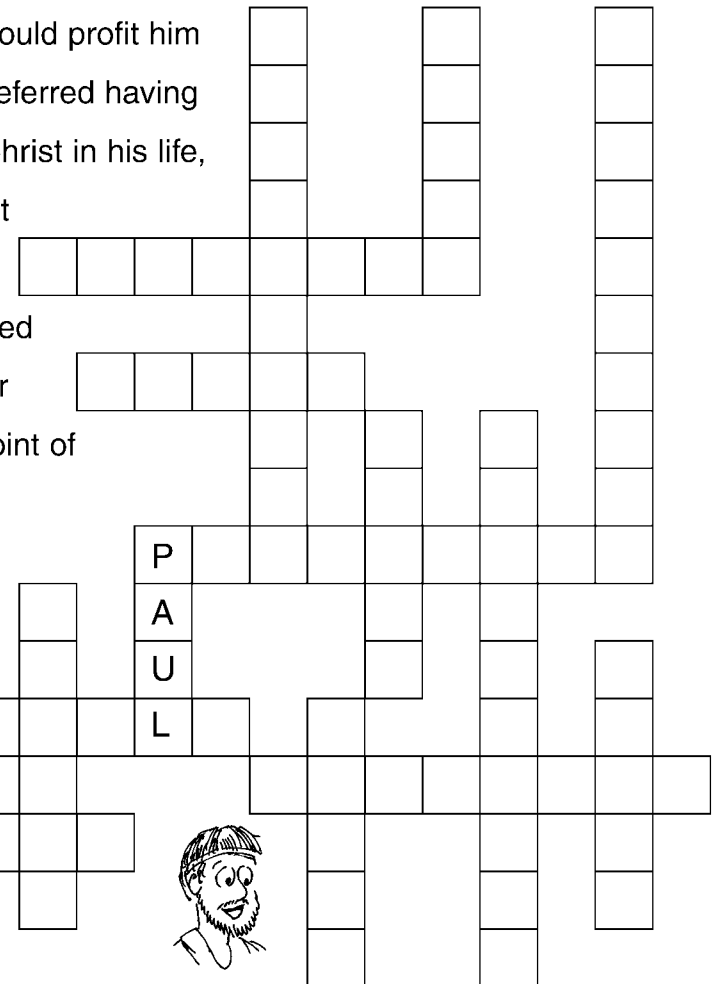 ould profit him
eferred having
hrist in his life,
t
ed
r
oint of
P
A
U
L